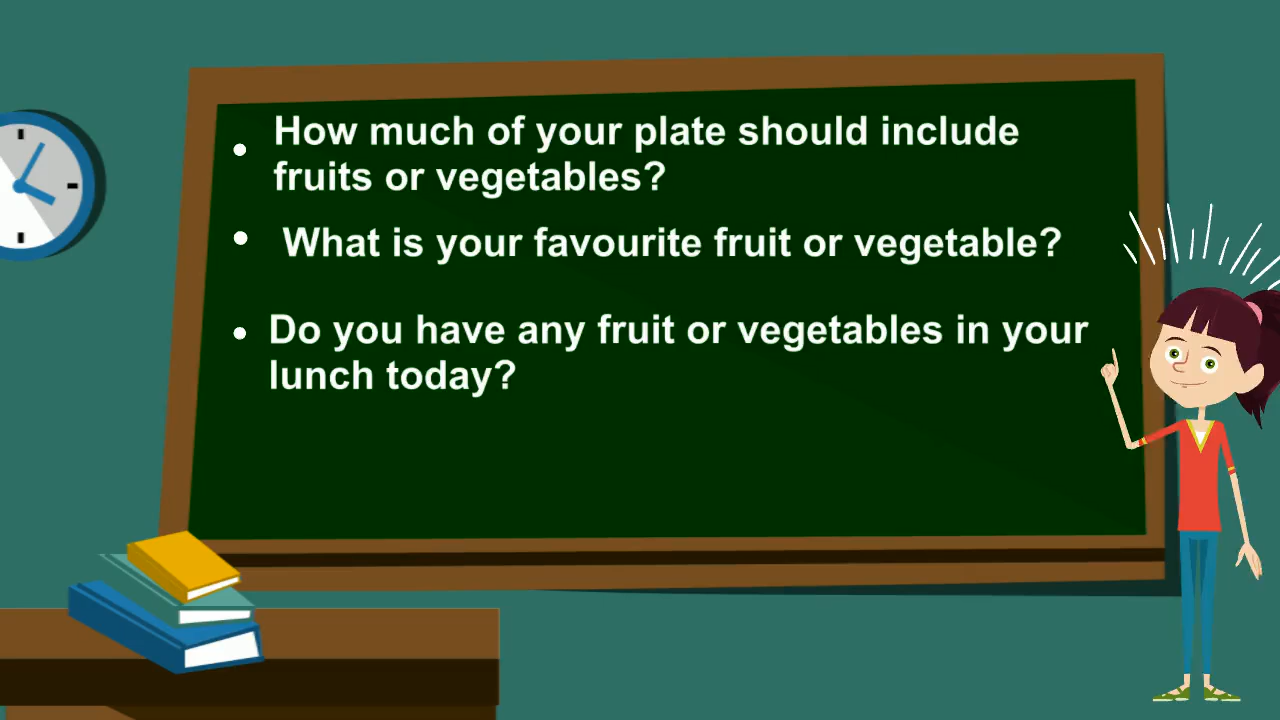 • How much of your plate should include
fruits or vegetables?
• What is your favourite fruit or vegetable?
• Do you have any fruit or vegetables in your
lunch today?